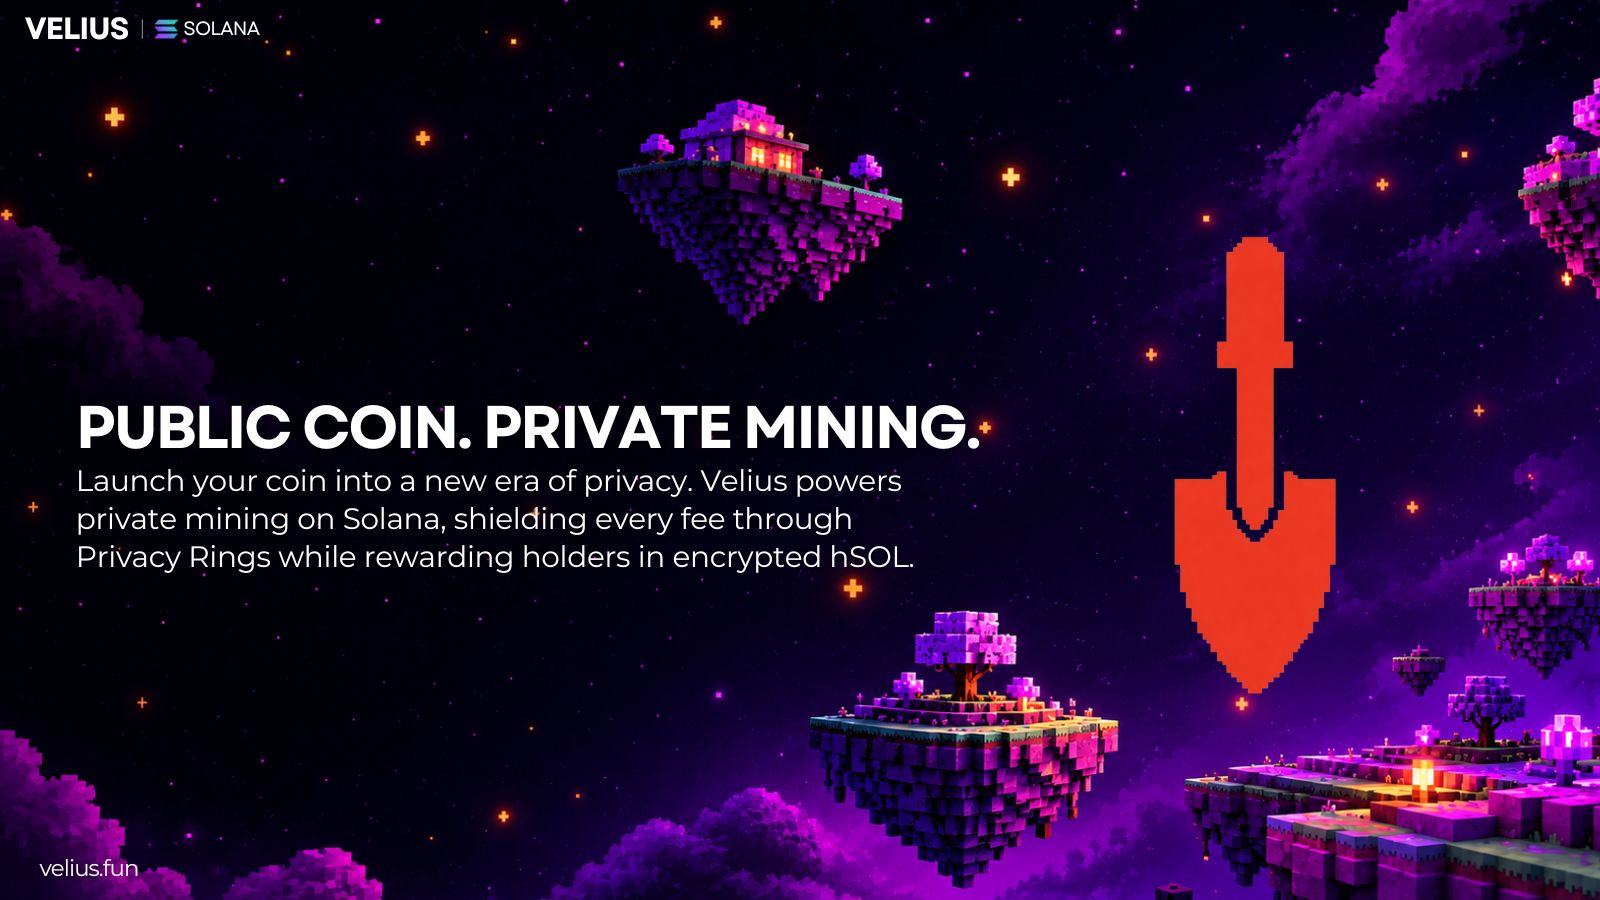 VELIUS | SOLANA
PUBLIC COIN. PRIVATE MINING.
Launch your coin into a new era of privacy. Velius powers
private mining on Solana, shielding every fee through
Privacy Rings while rewarding holders in encrypted hSOL.
velius.fun